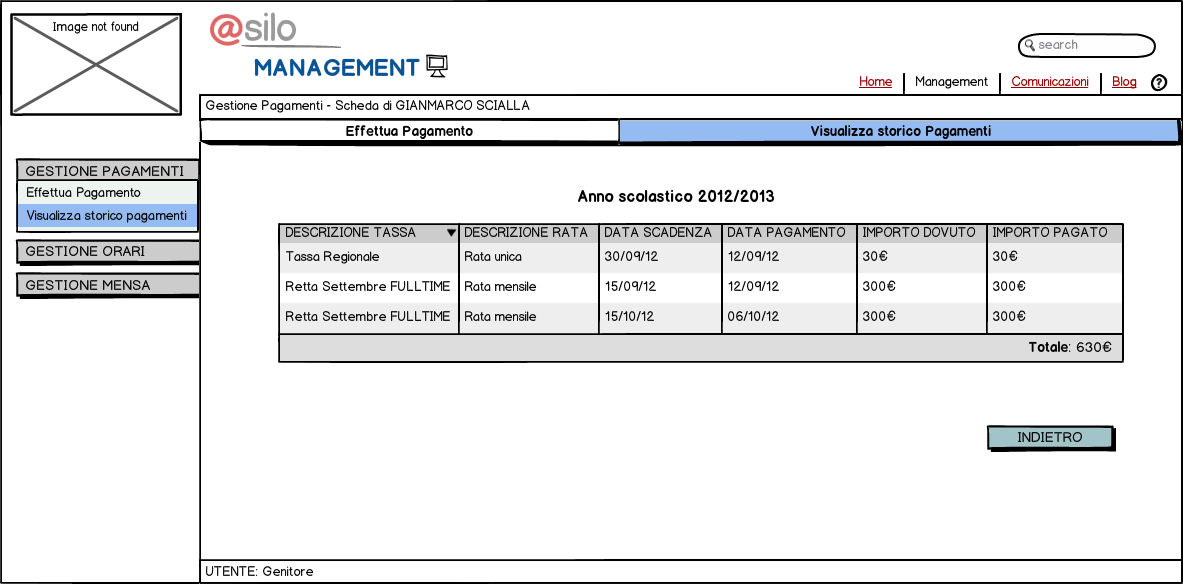 Image not found
@silo
MANAGEMENT
search
Home Management Comunicazioni Blog ?
Gestione Pagamenti - Scheda di GIANMARCO SCIALLA
Effettua Pagamento Visualizza storico Pagamenti
GESTIONE PAGAMENTI
Effettua Pagamento
Visualizza storico pagamenti
GESTIONE ORARI
GESTIONE MENSA
Anno scolastico 2012/2013
DESCRIZIONE TASSA DESCRIZIONE RATA DATA SCADENZA DATA PAGAMENTO IMPORTO DOVUTO IMPORTO PAGATO
Tassa Regionale Rata unica 30/09/12 12/09/12 30€ 30€
Retta Settembre FULLTIME Rata mensile 15/09/12 12/09/12 300€ 300€
Retta Settembre FULLTIME Rata mensile 15/10/12 06/10/12 300€ 300€
Totale: 630€
INDIETRO
UTENTE: Genitore